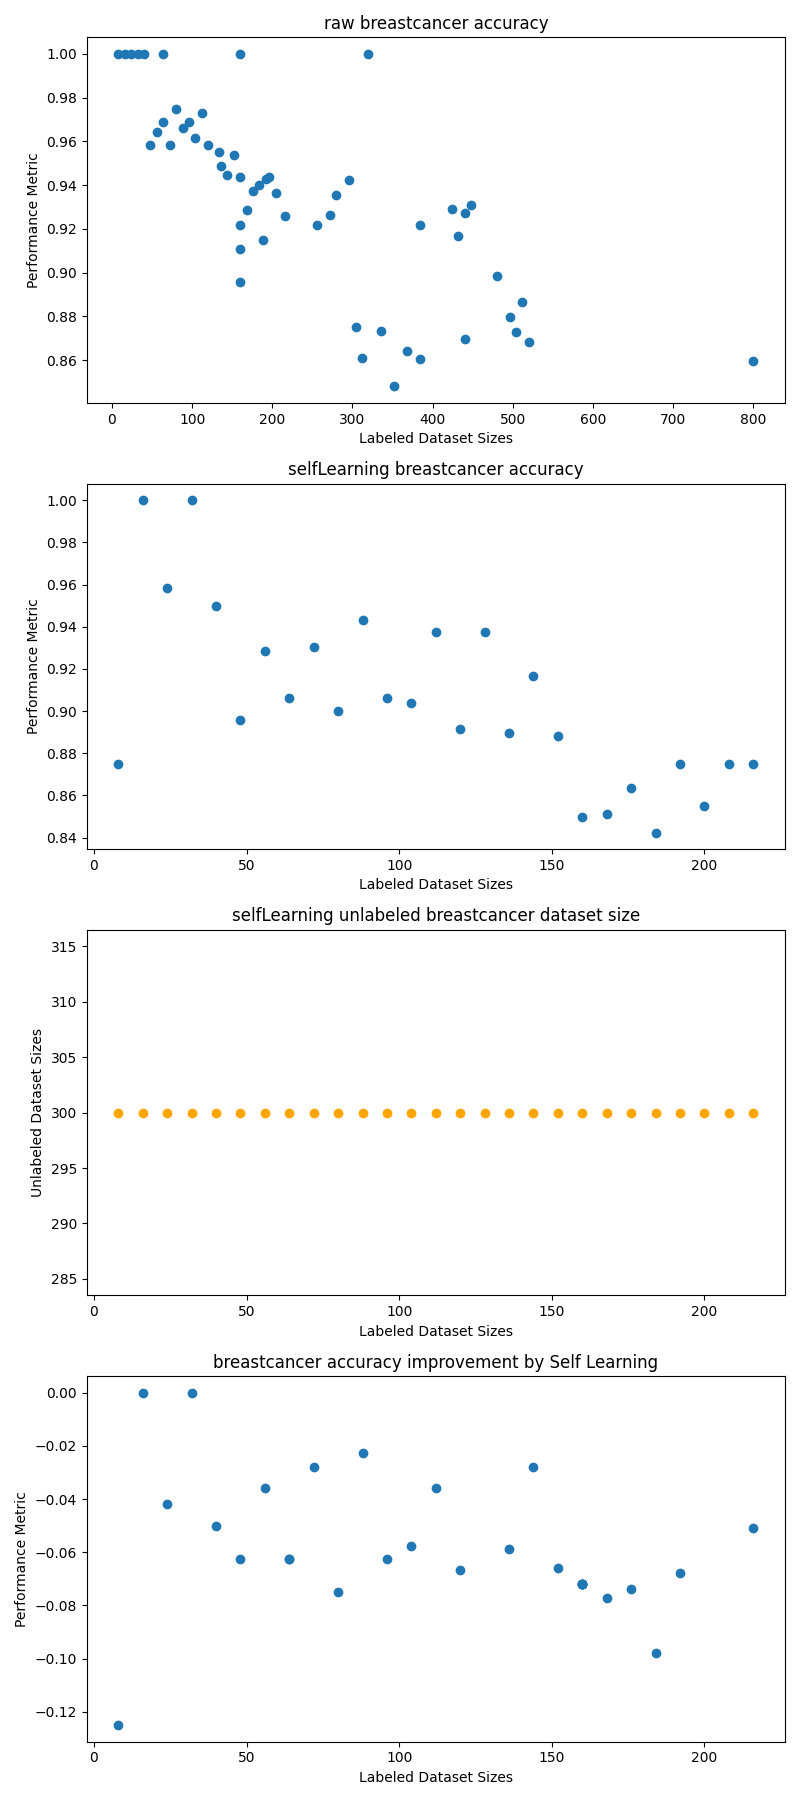 raw breastcancer accuracy
1.00
0.98
0.96
0.94
0.92
0.90
0.88
0.86
Performance Metric
0 100 200 300 400 500 600 700 800
Labeled Dataset Sizes
selfLearning breastcancer accuracy
1.00
0.98
0.96
0.94
0.92
0.90
0.88
0.86
0.84
Performance Metric
0 50 100 150 200
Labeled Dataset Sizes
selfLearning unlabeled breastcancer dataset size
315
310
305
300
295
290
285
Unlabeled Dataset Sizes
0 50 100 150 200
Labeled Dataset Sizes
breastcancer accuracy improvement by Self Learning
0.00
−0.02
−0.04
−0.06
−0.08
−0.10
−0.12
Performance Metric
0 50 100 150 200
Labeled Dataset Sizes